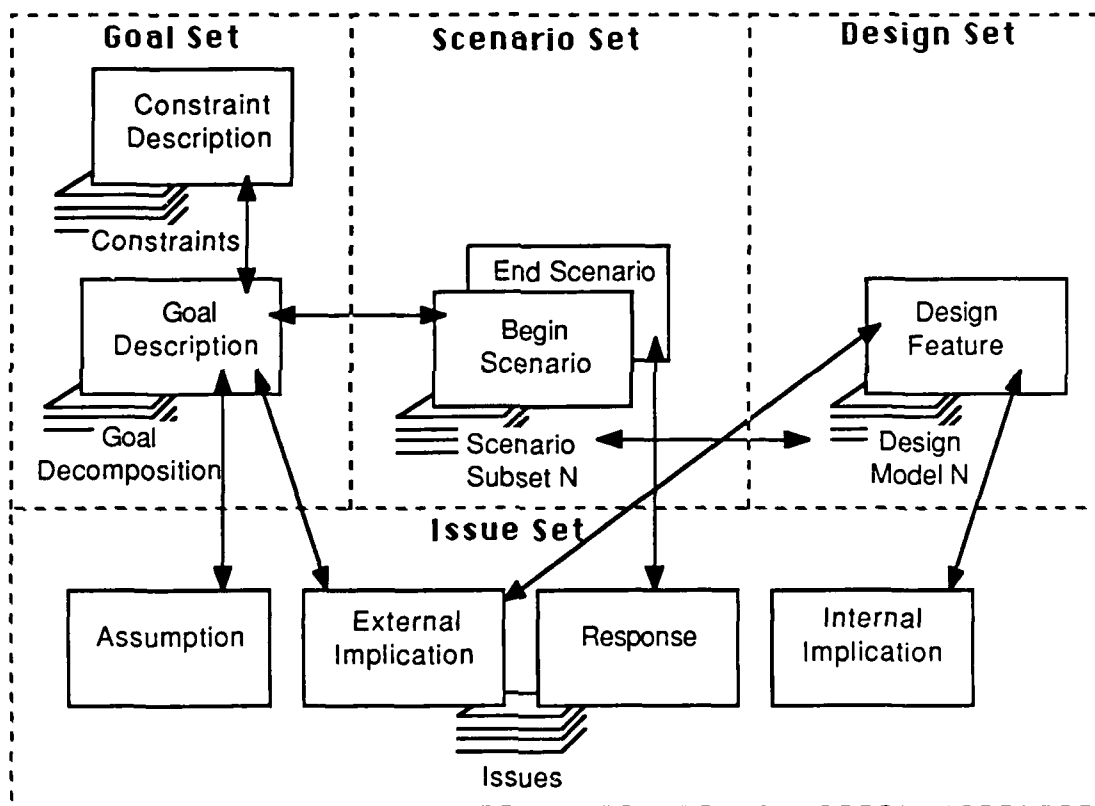 Goal Set
Scenario Set
Design Set
Constraint
Description
Constraints
Goal
Description
Goal
Decomposition
End Scenario
Begin
Scenario
Scenario
Subset N
Design
Feature
Design
Model N
Issue Set
Assumption
External
Implication
Response
Internal
Implication
Issues